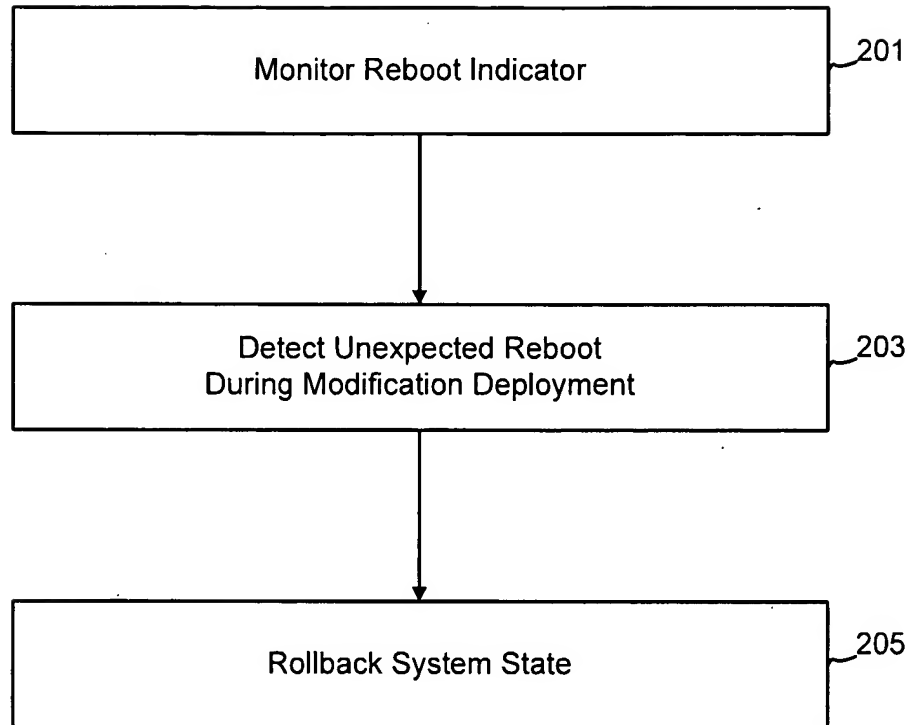 Monitor Reboot Indicator
201
Detect Unexpected Reboot
During Modification Deployment
203
Rollback System State
205